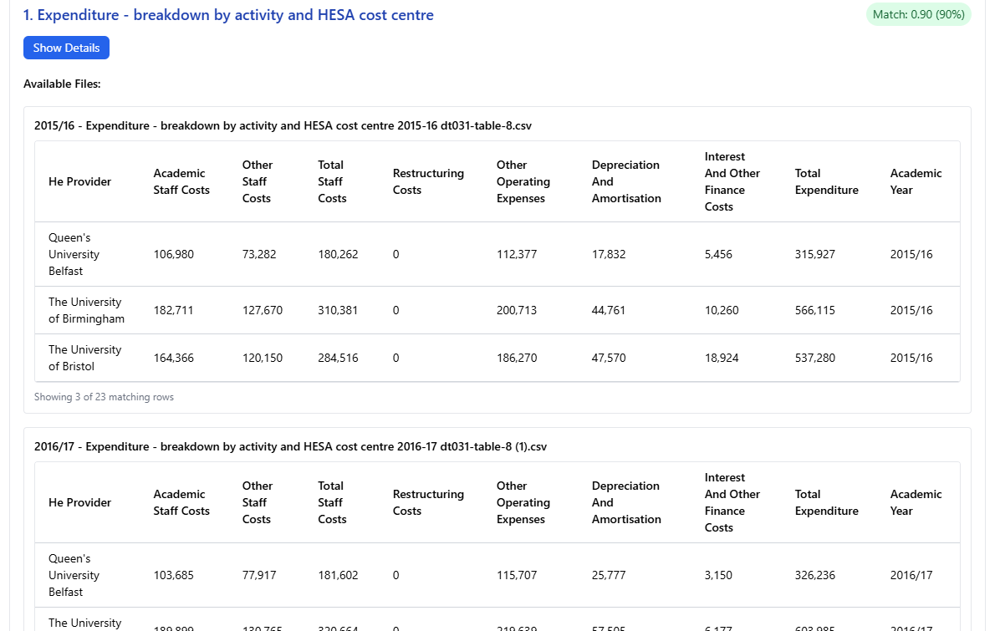 1. Expenditure - breakdown by activity and HESA cost centre
Match: 0.90 (90%)
Show Details
Available Files:
2015/16 - Expenditure - breakdown by activity and HESA cost centre 2015-16 dt031-table-8.csv
He Provider
Academic
Staff Costs
Other
Staff
Costs
Total
Staff
Costs
Restructuring
Costs
Other
Operating
Expenses
Depreciation
And
Amortisation
Interest
And Other
Finance
Costs
Total
Expenditure
Academic
Year
Queen's
University
Belfast
106,980
73,282
180,262
0
112,377
17,832
5,456
315,927
2015/16
The University
of Birmingham
182,711
127,670
310,381
0
200,713
44,761
10,260
566,115
2015/16
The University
of Bristol
164,366
120,150
284,516
0
186,270
47,570
18,924
537,280
2015/16
Showing 3 of 23 matching rows
2016/17 - Expenditure - breakdown by activity and HESA cost centre 2016-17 dt031-table-8 (1).csv
He Provider
Academic
Staff Costs
Other
Staff
Costs
Total
Staff
Costs
Restructuring
Costs
Other
Operating
Expenses
Depreciation
And
Amortisation
Interest
And Other
Finance
Costs
Total
Expenditure
Academic
Year
Queen's
University
Belfast
103,685
77,917
181,602
0
115,707
25,777
3,150
326,236
2016/17
The University